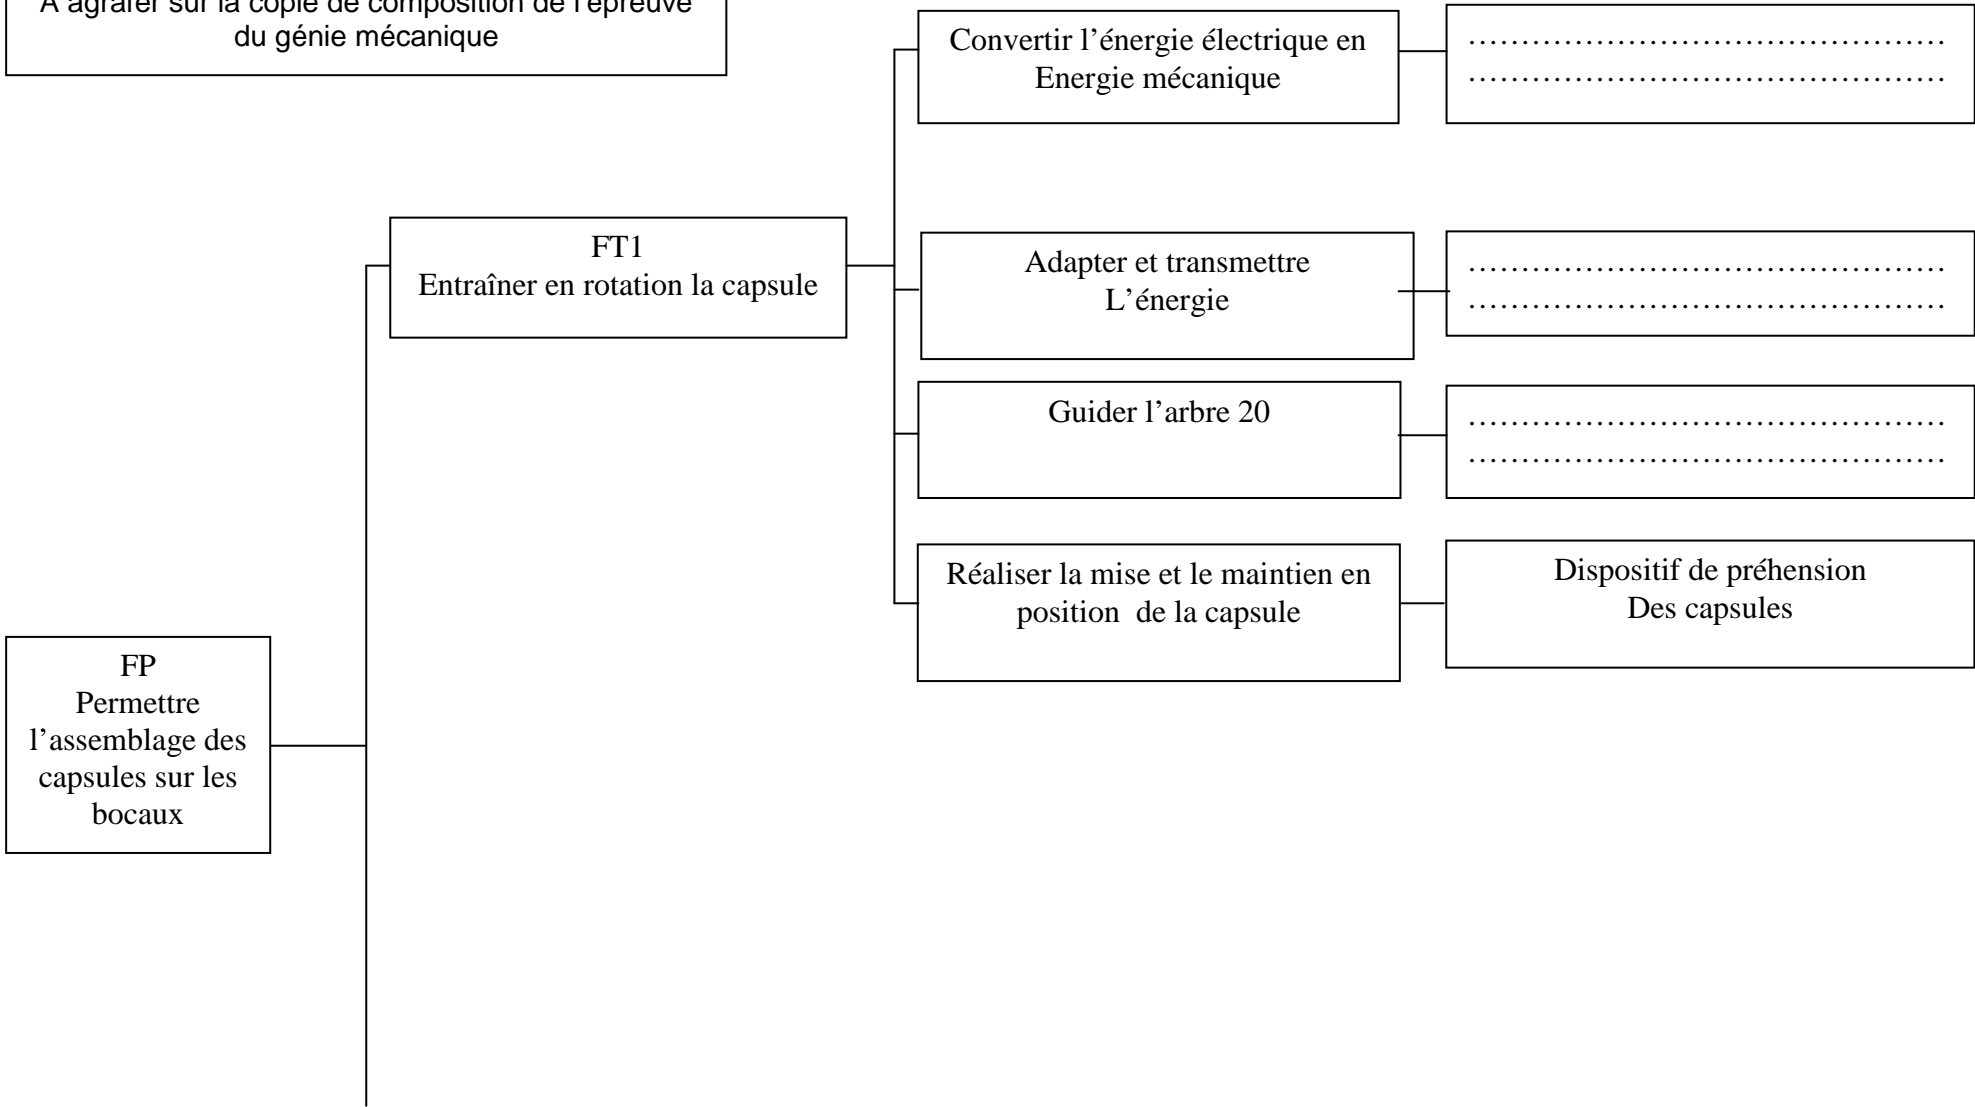 A agrafer sur la copie de composition de l'épreuve
du génie mécanique
Convertir l'énergie électrique en
Energie mécanique
……………………………………………
……………………………………………
FT1
Entraîner en rotation la capsule
Adapter et transmettre
L'énergie
……………………………………………
……………………………………………
Guider l'arbre 20
……………………………………………
……………………………………………
Réaliser la mise et le maintien en
position de la capsule
Dispositif de préhension
Des capsules
FP
Permettre
l'assemblage des
capsules sur les
bocaux